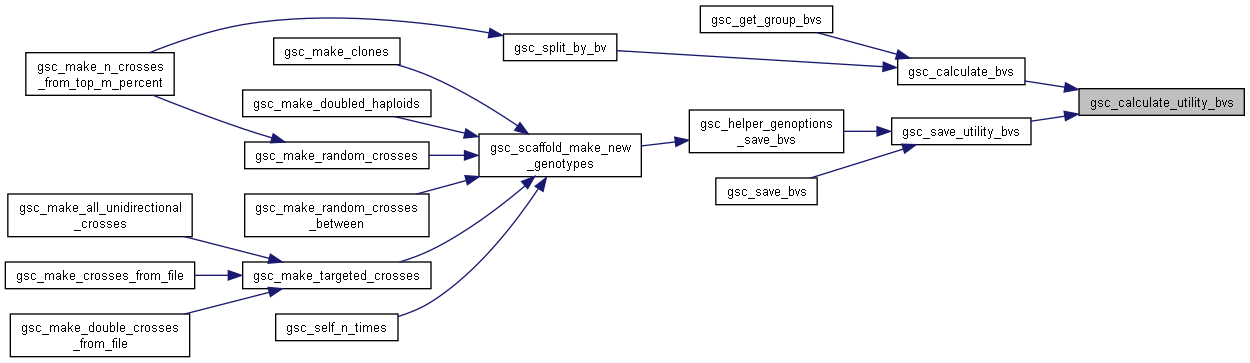 gsc_get_group_bvs
gsc_split_by_bv
gsc_make_clones
gsc_make_n_crosses
_from_top_m_percent
gsc_calculate_bvs
gsc_make_doubled_haploids
gsc_calculate_utility_bvs
gsc_helper_genoptions
_save_bvs
gsc_save_utility_bvs
gsc_scaffold_make_new
_genotypes
gsc_make_random_crosses
gsc_save_bvs
gsc_make_all_unidirectional
_crosses
gsc_make_random_crosses
_between
gsc_make_crosses_from_file
gsc_make_targeted_crosses
gsc_make_double_crosses
_from_file
gsc_self_n_times